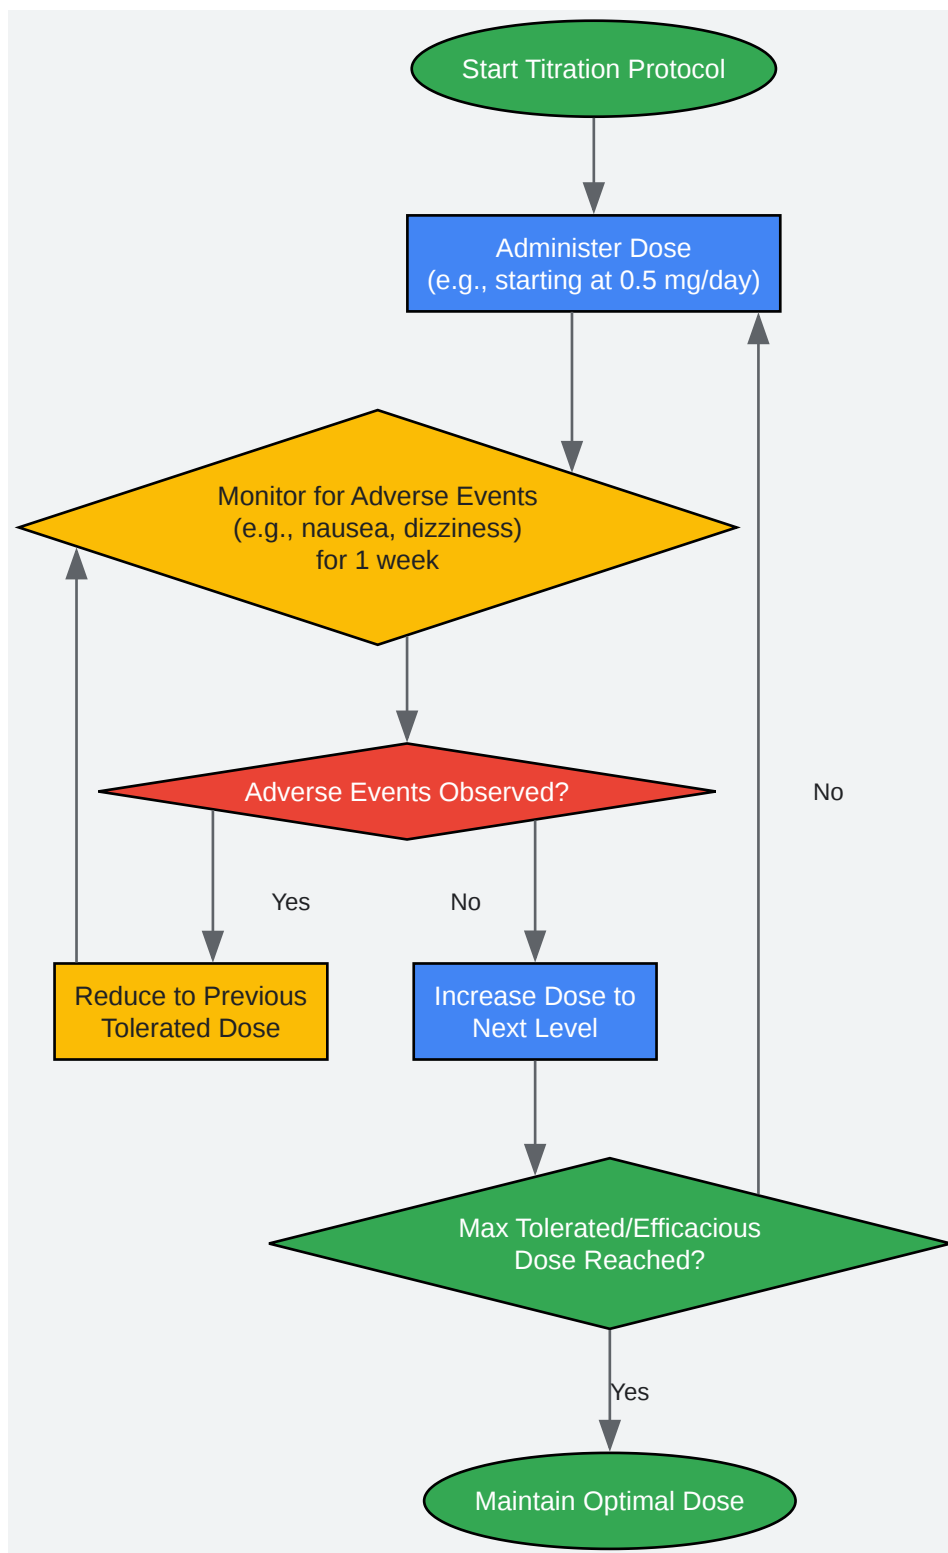 Start Titration Protocol
Administer Dose
(e.g., starting at 0.5 mg/day)
Monitor for Adverse Events
(e.g., nausea, dizziness)
for 1 week
Adverse Events Observed?
No
Yes
No
Reduce to Previous
Tolerated Dose
Increase Dose to
Next Level
Max Tolerated/Efficacious
Dose Reached?
Yes
Maintain Optimal Dose